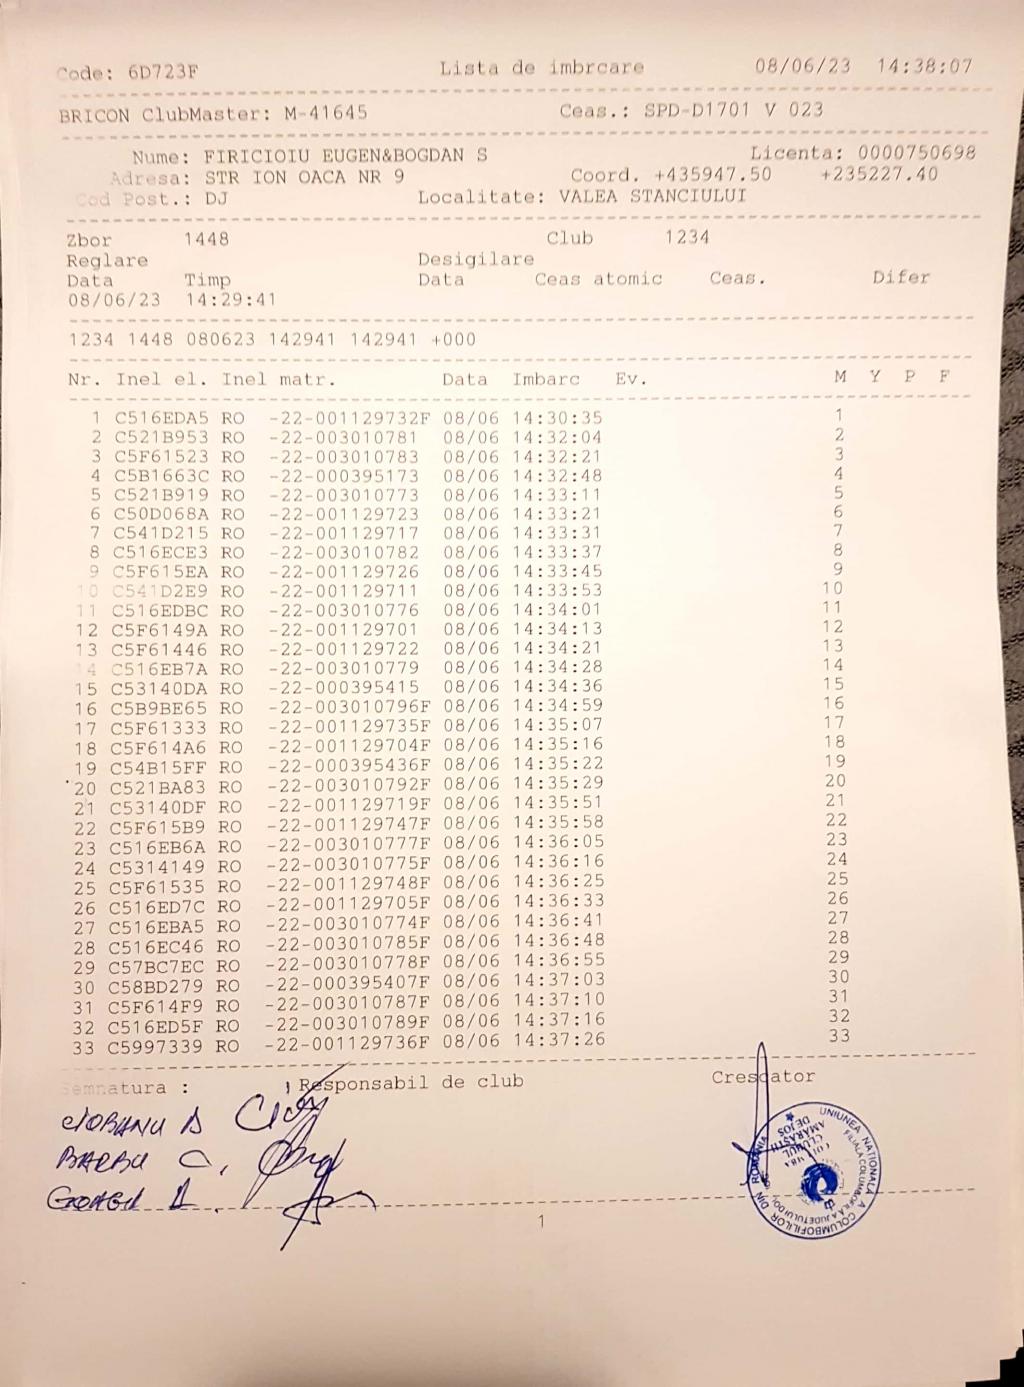 Code: 6D723F Lista de imbrcare 08/06/23 14:38:07
BRICON ClubMaster: M-41645 Ceas.: SPD-D1701 V 023
Nume: FIRICIOIU EUGEN&BOGDAN S Licenta: 0000750698
Adresa: STR ION OACA NR 9 Coord. +435947.50 +235227.40
Cod Post.: DJ Localitate: VALEA STANCIULUI
Zbor 1448 Club 1234
Reglare Desigilare
Data Timp Data Ceas atomic Ceas. Difer
08/06/23 14:29:41
1234 1448 080623 142941 142941 +000
Nr. Inel el. Inel matr. Data Imbarc Ev. M Y P F
1 C516EDA5 RO -22-001129732F 08/06 14:30:35 1
2 C521B953 RO -22-003010781 08/06 14:32:04 2
3 C5F61523 RO -22-003010783 08/06 14:32:21 3
4 C5B1663C RO -22-000395173 08/06 14:32:48 4
5 C521B919 RO -22-003010773 08/06 14:33:11 5
6 C50D068A RO -22-001129723 08/06 14:33:21 6
7 C541D215 RO -22-001129717 08/06 14:33:31 7
8 C516ECE3 RO -22-003010782 08/06 14:33:37 8
9 C5F615EA RO -22-001129726 08/06 14:33:45 9
10 C541D2E9 RO -22-001129711 08/06 14:33:53 10
11 C516EDBC RO -22-003010776 08/06 14:34:01 11
12 C5F6149A RO -22-001129701 08/06 14:34:13 12
13 C5F61446 RO -22-001129722 08/06 14:34:21 13
14 C516EB7A RO -22-003010779 08/06 14:34:28 14
15 C53140DA RO -22-000395415 08/06 14:34:36 15
16 C5B9BE65 RO -22-003010796F 08/06 14:34:59 16
17 C5F61333 RO -22-001129735F 08/06 14:35:07 17
18 C5F614A6 RO -22-001129704F 08/06 14:35:16 18
19 C54B15FF RO -22-000395436F 08/06 14:35:22 19
20 C521BA83 RO -22-003010792F 08/06 14:35:29 20
21 C53140DF RO -22-001129719F 08/06 14:35:51 21
22 C5F615B9 RO -22-001129747F 08/06 14:35:58 22
23 C516EB6A RO -22-003010777F 08/06 14:36:05 23
24 C5314149 RO -22-003010775F 08/06 14:36:16 24
25 C5F61535 RO -22-001129748F 08/06 14:36:25 25
26 C516ED7C RO -22-001129705F 08/06 14:36:33 26
27 C516EBA5 RO -22-003010774F 08/06 14:36:41 27
28 C516EC46 RO -22-003010785F 08/06 14:36:48 28
29 C57BC7EC RO -22-003010778F 08/06 14:36:55 29
30 C58BD279 RO -22-000395407F 08/06 14:37:03 30
31 C5F614F9 RO -22-003010787F 08/06 14:37:10 31
32 C516ED5F RO -22-003010789F 08/06 14:37:16 32
33 C5997339 RO -22-001129736F 08/06 14:37:26 33
Semnatura : Responsabil de club Crescator
CIOBANU
BARBU C.
UNIUNEA NATIONALA A COLUMBOFILILOR DIN ROMANIA
CLUBUL
1